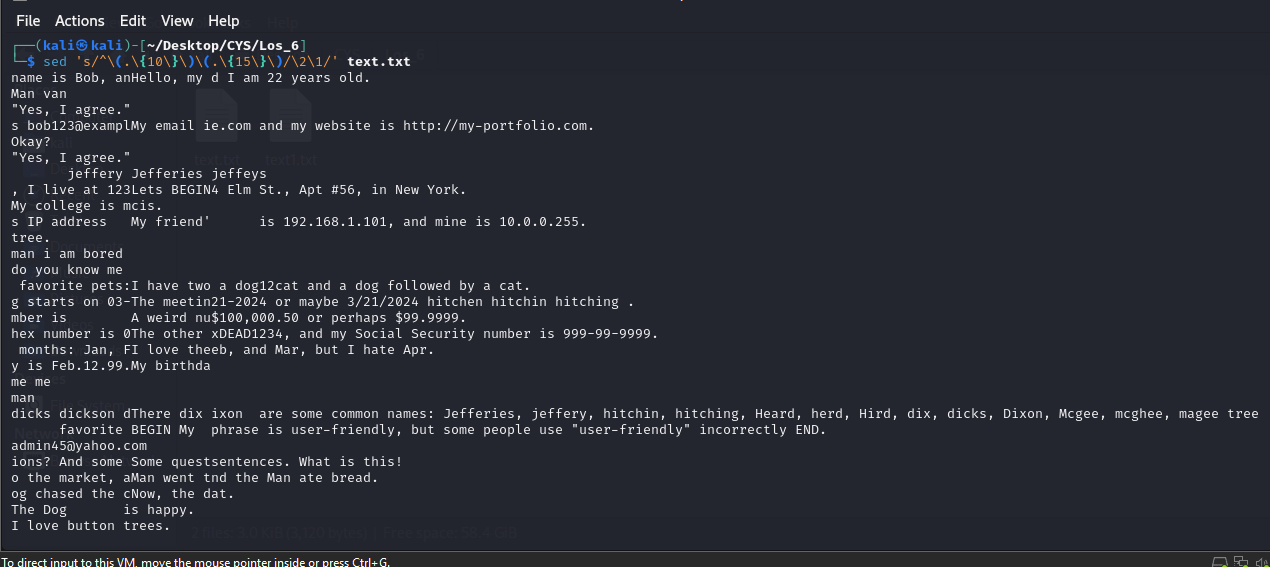 File Actions Edit View Help
┌──(kali㉿kali)-[~/Desktop/CYS/Los_6]
└─$ sed 's/^\(.\{10\}\)\(.\{15\}\)/\2\1/' text.txt
name is Bob, anHello, my d I am 22 years old.
Man van
"Yes, I agree."
s bob123@examplMy email ie.com and my website is http://my-portfolio.com.
Okay?
"Yes, I agree."
jeffery Jefferies jeffeys
, I live at 123Lets BEGIN4 Elm St., Apt #56, in New York.
My college is mcis.
s IP address   My friend'      is 192.168.1.101, and mine is 10.0.0.255.
tree.
man i am bored
do you know me
 favorite pets:I have two a dog12cat and a dog followed by a cat.
g starts on 03-The meetin21-2024 or maybe 3/21/2024 hitchen hitchin hitching .
mber is        A weird nu$100,000.50 or perhaps $99.9999.
hex number is 0The other xDEAD1234, and my Social Security number is 999-99-9999.
 months: Jan, FI love theeb, and Mar, but I hate Apr.
y is Feb.12.99.My birthda
me me
man
dicks dickson dThere dix ixon  are some common names: Jefferies, jeffery, hitchin, hitching, Heard, herd, Hird, dix, dicks, Dixon, Mcgee, mcghee, magee tree
      favorite BEGIN My  phrase is user-friendly, but some people use "user-friendly" incorrectly END.
admin45@yahoo.com
ions? And some Some questsentences. What is this!
o the market, aMan went tnd the Man ate bread.
og chased the cNow, the dat.
The Dog       is happy.
I love button trees.
To direct input to this VM, move the mouse pointer inside or press Ctrl+G.